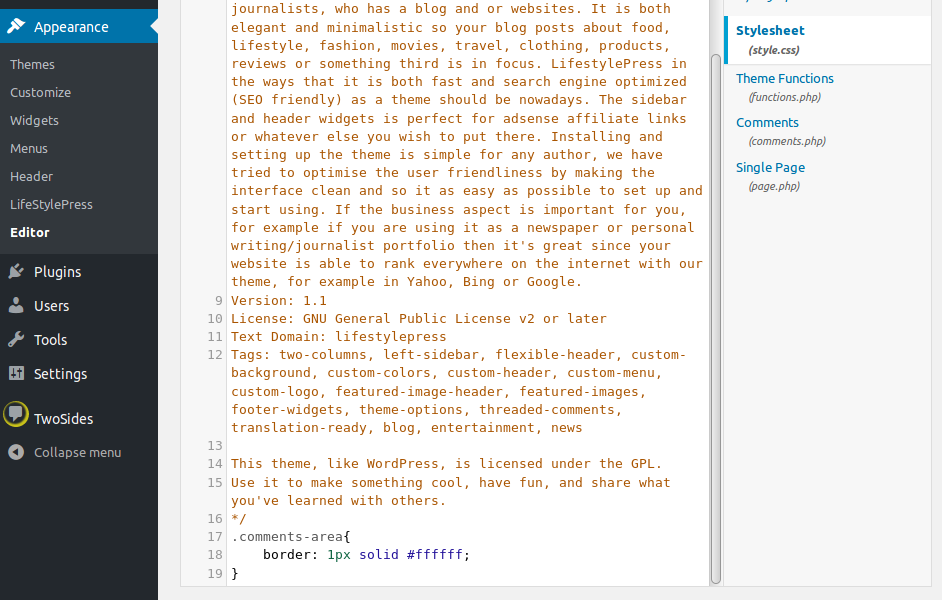 Appearance
Themes
Customize
Widgets
Menus
Header
LifeStylePress
Editor
Plugins
Users
Tools
Settings
TwoSides
Collapse menu
journalists, who has a blog and or websites. It is both
elegant and minimalistic so your blog posts about food,
lifestyle, fashion, movies, travel, clothing, products,
reviews or something third is in focus. LifestylePress in
the ways that it is both fast and search engine optimized
(SEO friendly) as a theme should be nowadays. The sidebar
and header widgets is perfect for adsense affiliate links
or whatever else you wish to put there. Installing and
setting up the theme is simple for any author, we have
tried to optimise the user friendliness by making the
interface clean and so it as easy as possible to set up and
start using. If the business aspect is important for you,
for example if you are using it as a newspaper or personal
writing/journalist portfolio then it's great since your
website is able to rank everywhere on the internet with our
theme, for example in Yahoo, Bing or Google.
9 Version: 1.1
10 License: GNU General Public License v2 or later
11 Text Domain: lifestylepress
12 Tags: two-columns, left-sidebar, flexible-header, custom-
background, custom-colors, custom-header, custom-menu,
custom-logo, featured-image-header, featured-images,
footer-widgets, theme-options, threaded-comments,
translation-ready, blog, entertainment, news
13
14 This theme, like WordPress, is licensed under the GPL.
15 Use it to make something cool, have fun, and share what
you've learned with others.
16 */
17 .comments-area{
18 border: 1px solid #ffffff;
19 }
Stylesheet
(style.css)
Theme Functions
(functions.php)
Comments
(comments.php)
Single Page
(page.php)